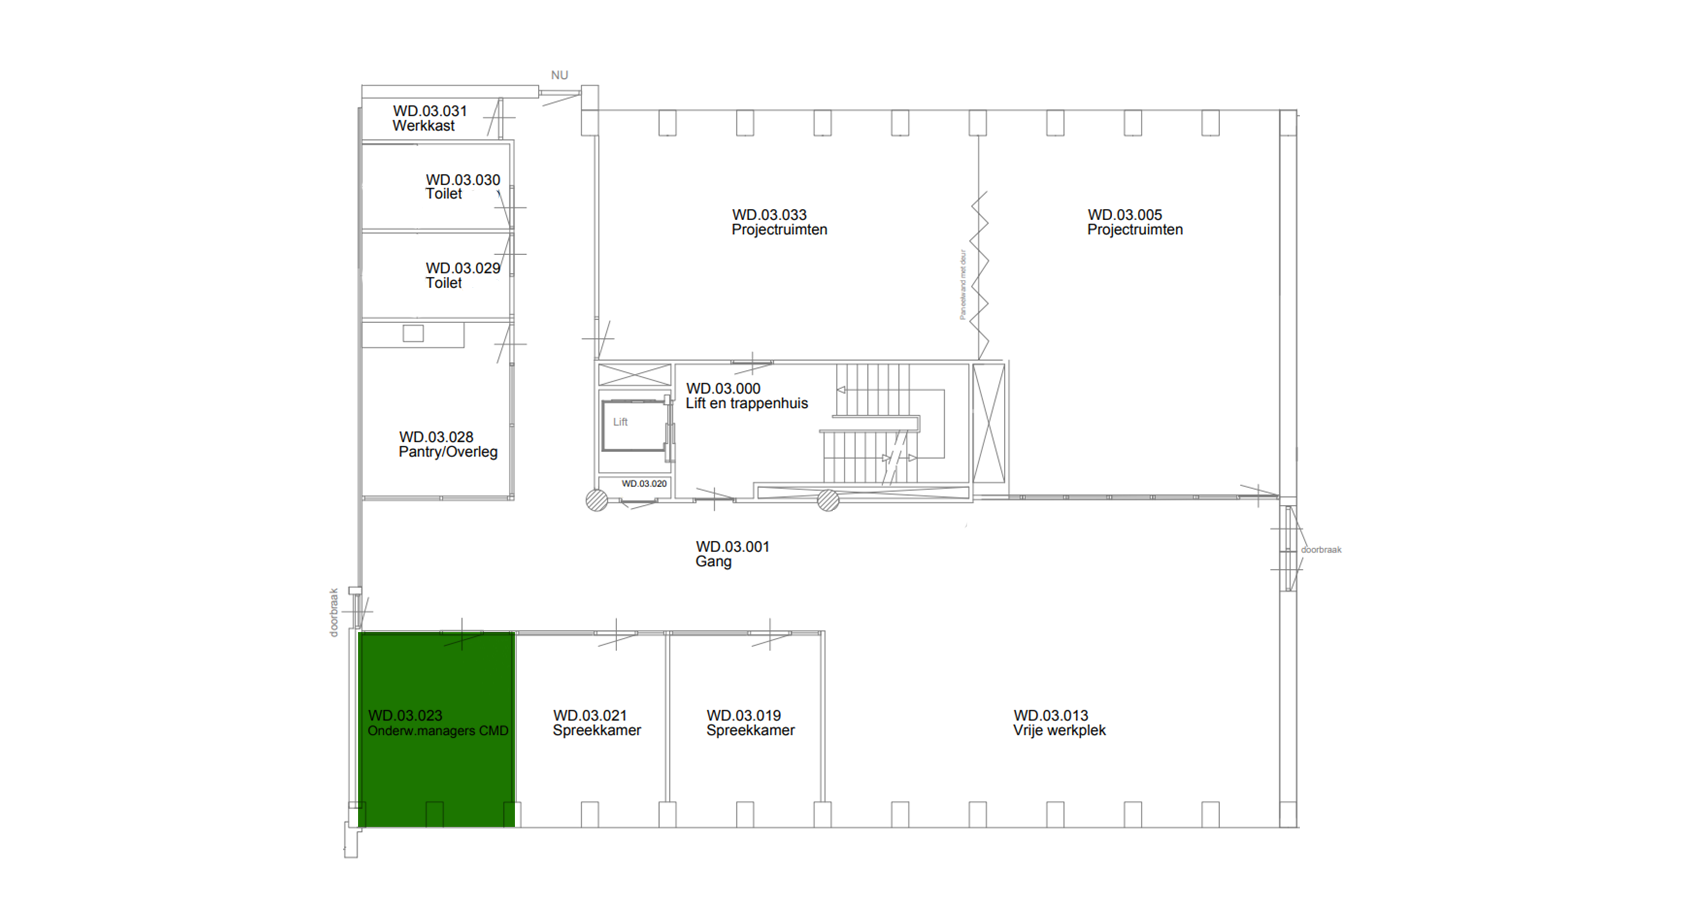 NU
WD.03.031
Werkkast
WD.03.030
Toilet
WD.03.029
Toilet
WD.03.033
Projectruimten
WD.03.005
Projectruimten
Paneelwand met deur
WD.03.000
Lift en trappenhuis
Lift
WD.03.028
Pantry/Overleg
WD.03.020
WD.03.001
Gang
doorbraak
doorbraak
WD.03.023
Onderw.managers CMD
WD.03.021
Spreekkamer
WD.03.019
Spreekkamer
WD.03.013
Vrije werkplek